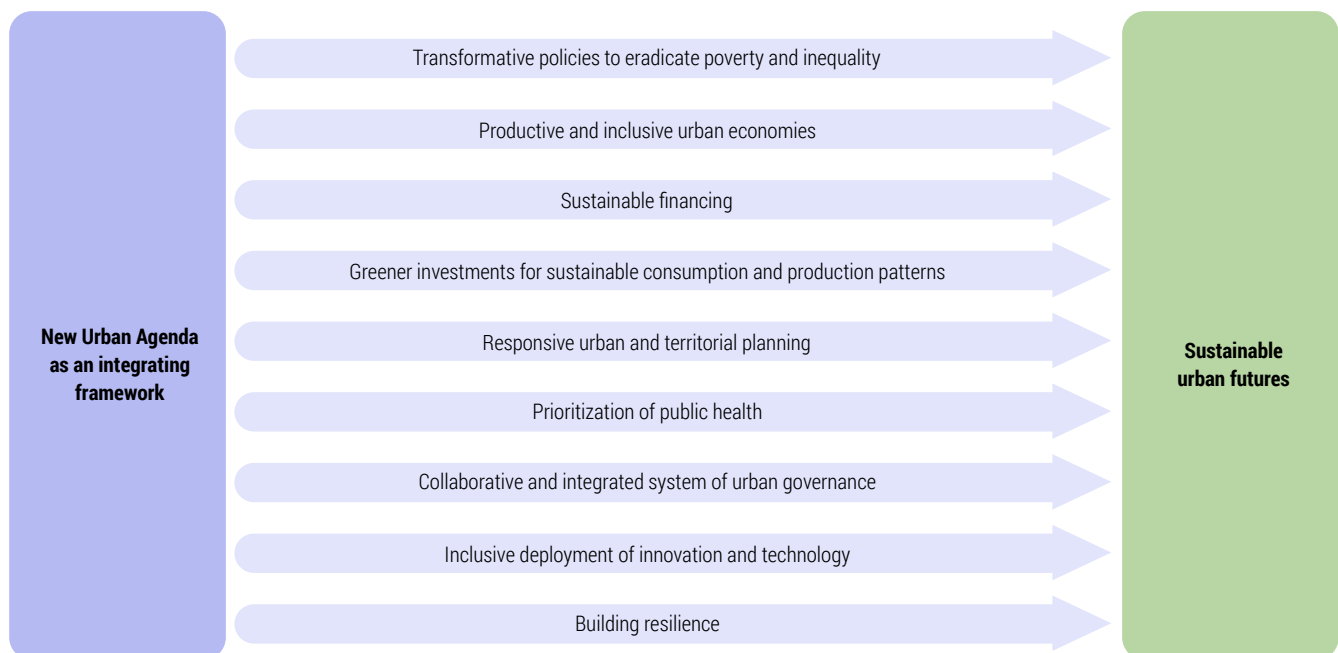 New Urban Agenda
as an integrating
framework
Transformative policies to eradicate poverty and inequality
Productive and inclusive urban economies
Sustainable financing
Greener investments for sustainable consumption and production patterns
Responsive urban and territorial planning
Prioritization of public health
Collaborative and integrated system of urban governance
Inclusive deployment of innovation and technology
Building resilience
Sustainable
urban futures